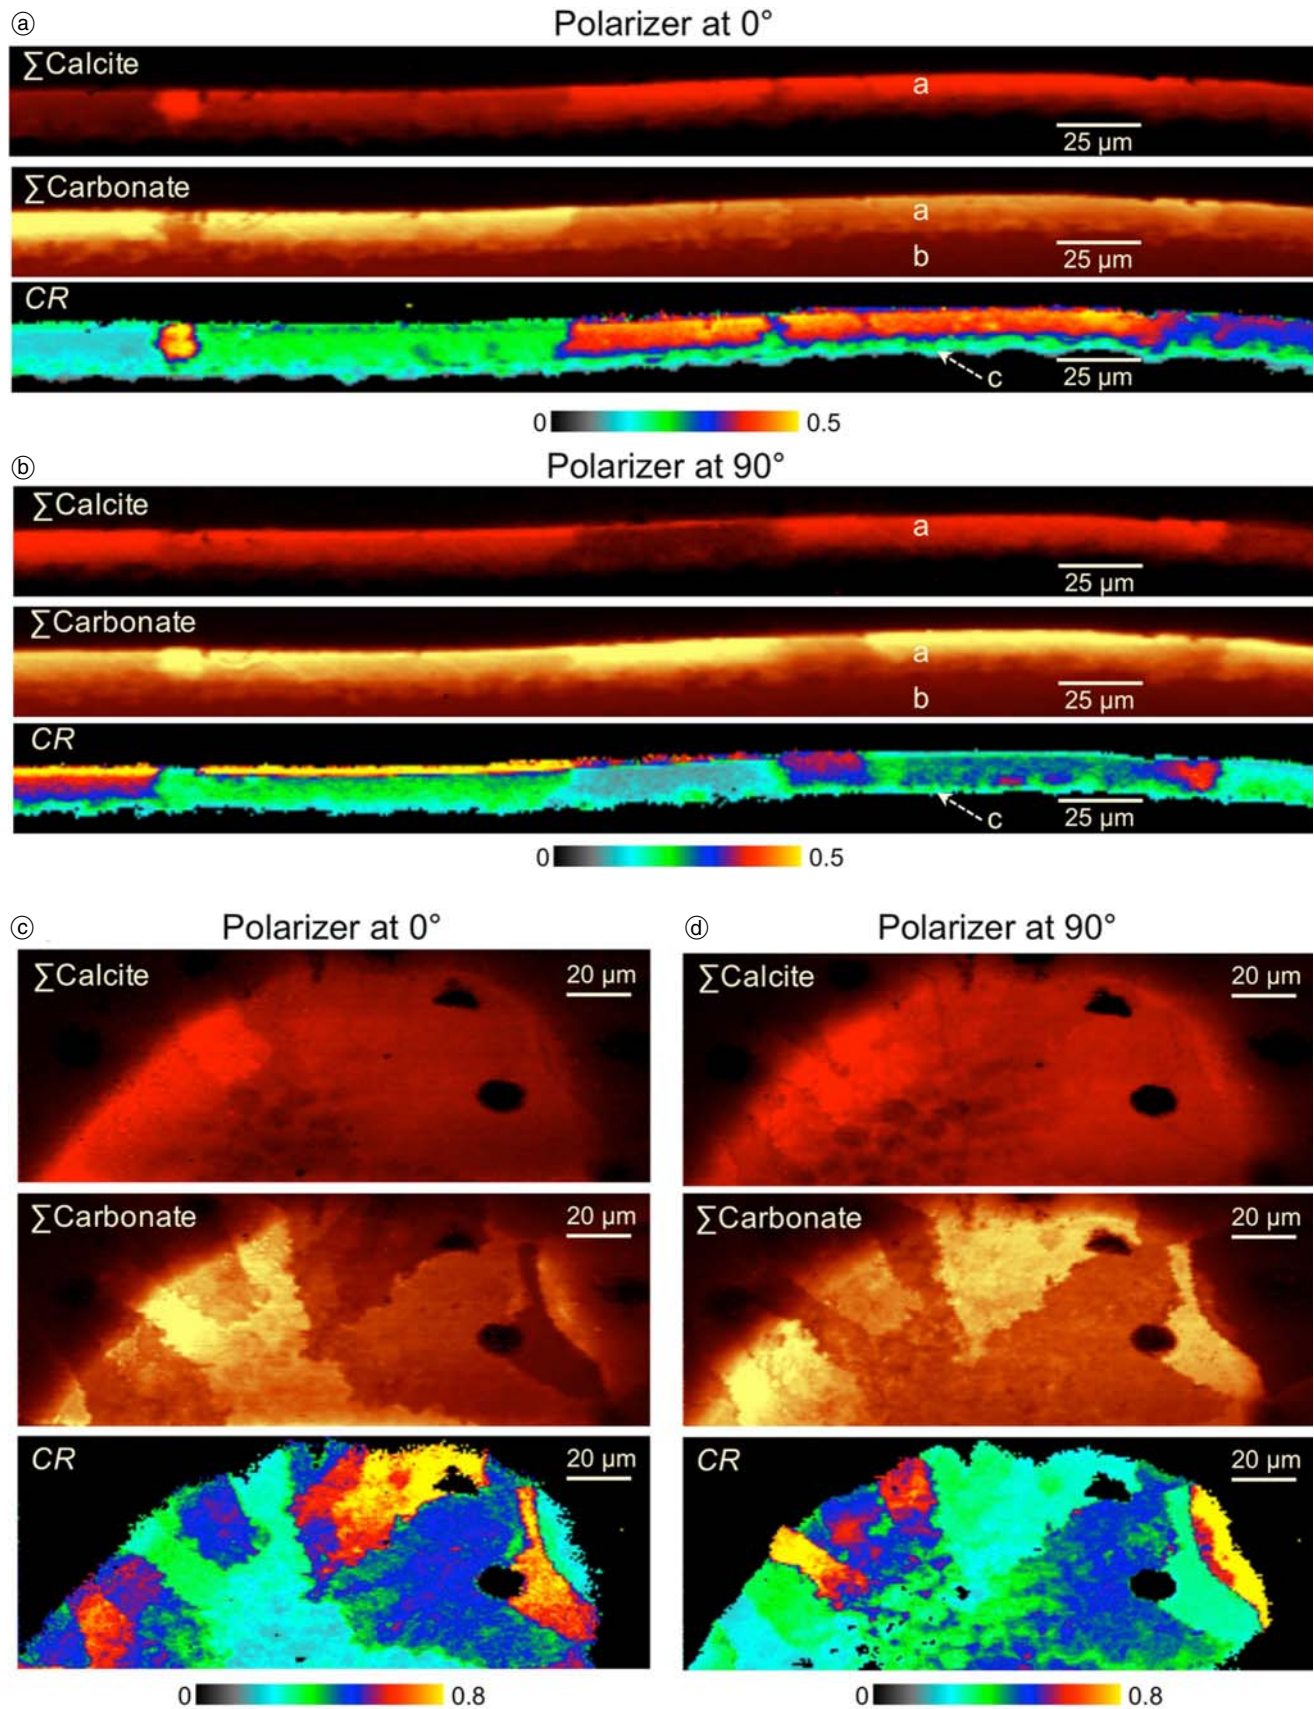 ⓐ
Polarizer at 0°
∑Calcite
a
25 µm
∑Carbonate
a
b
25 µm
CR
c
25 µm
0 0.5
ⓑ
Polarizer at 90°
∑Calcite
a
25 µm
∑Carbonate
a
b
25 µm
CR
c
25 µm
0 0.5
ⓒ Polarizer at 0°
∑Calcite 20 µm
∑Carbonate 20 µm
CR 20 µm
0 0.8
ⓓ Polarizer at 90°
∑Calcite 20 µm
∑Carbonate 20 µm
CR 20 µm
0 0.8